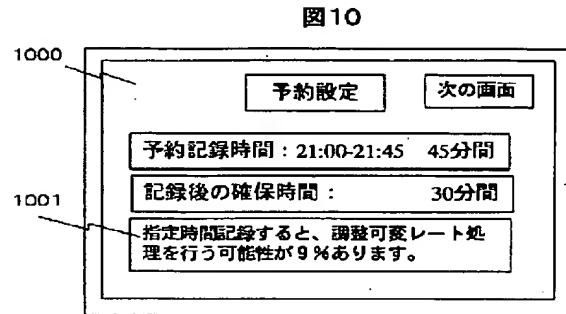 図10
1000
予約設定
次の画面
予約記録時間：21:00-21:45 45分間
記録後の確保時間： 30分間
1001
指定時間記録すると、調整可変レート処
理を行う可能性が９％あります。